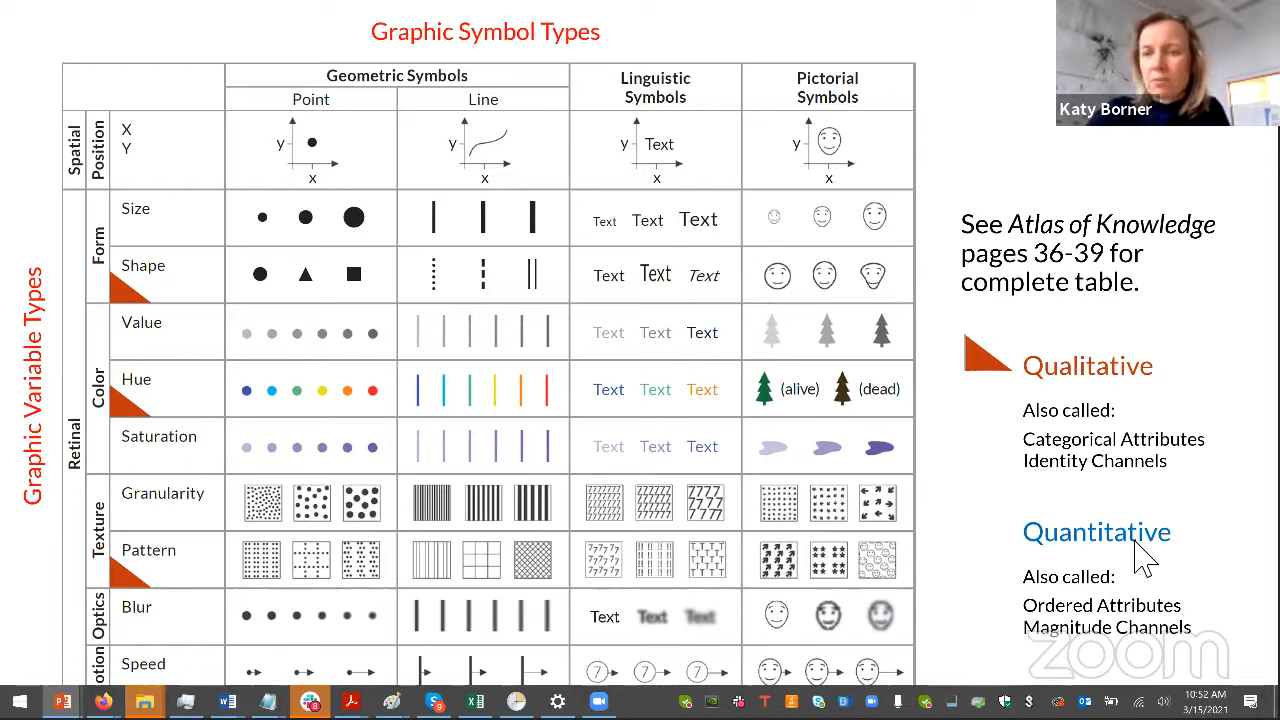 Graphic Symbol Types
Katy Borner
Geometric Symbols
Linguistic
Symbols
Pictorial
Symbols
Point
Line
Graphic Variable Types
Spatial
Position
X
Y
y
x
y
x
y
Text
x
y
x
Retinal
Form
Size
Text Text Text
Shape
Text Text Text
Color
Value
Text Text Text
Hue
Text Text Text
(alive)
(dead)
Saturation
Text Text Text
Texture
Granularity
Pattern
Optics
Blur
Text Text Text
otion
Speed
7 7 7
See Atlas of Knowledge
pages 36-39 for
complete table.
Qualitative
Also called:
Categorical Attributes
Identity Channels
Quantitative
Also called:
Ordered Attributes
Magnitude Channels
zoom
10:52 AM
3/15/2021